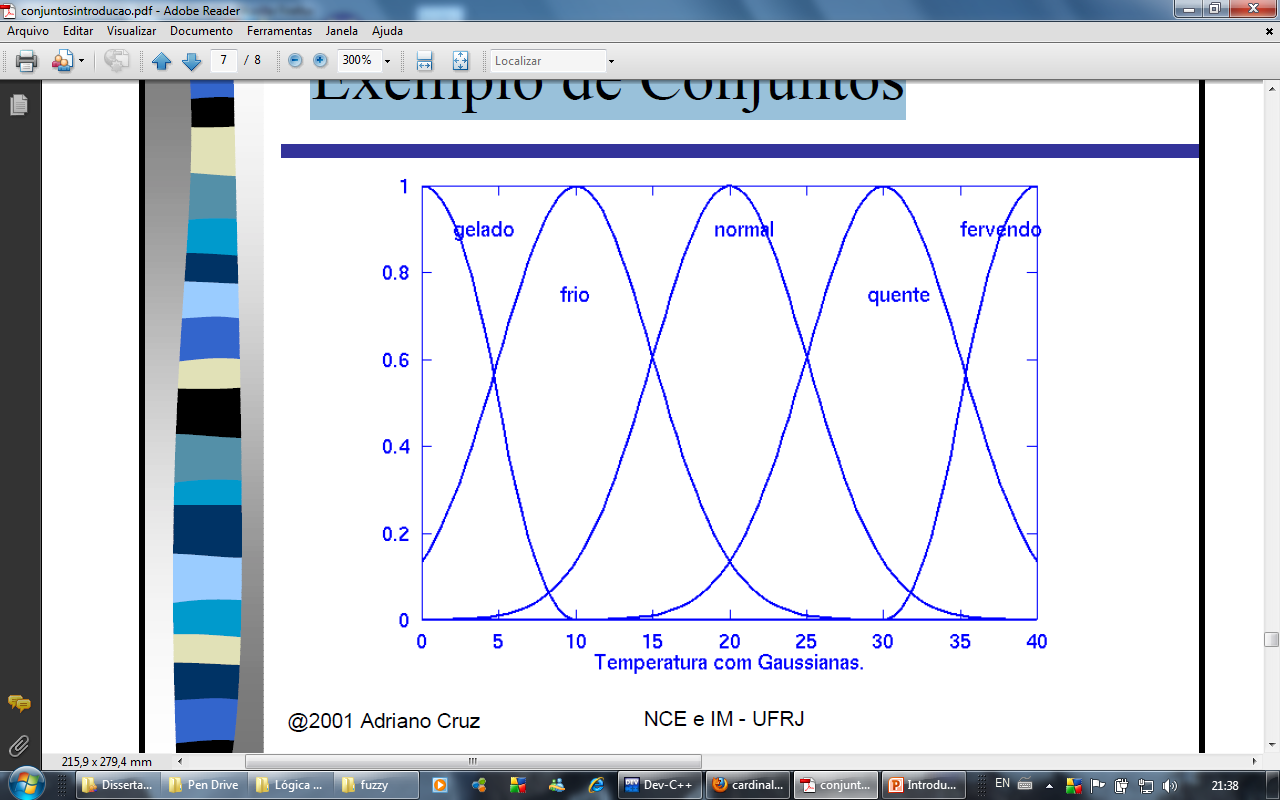 conjuntosintroducao.pdf - Adobe Reader
Arquivo Editar Visualizar Documento Ferramentas Janela Ajuda
7 / 8 300% Localizar
Exemplo de Conjuntos
1
gelado normal fervendo
0.8
frio quente
0.6
0.4
0.2
0
0 5 10 15 20 25 30 35 40
Temperatura com Gaussianas.
@2001 Adriano Cruz NCE e IM - UFRJ
215,9 x 279,4 mm
Disserta... Pen Drive Lógica ... fuzzy Dev-C++ cardinal... conjunt... Introdu... EN 21:38